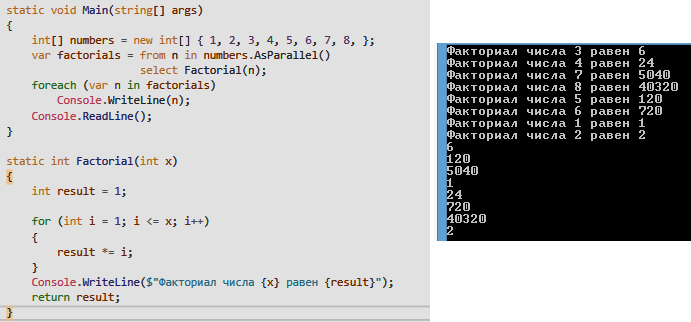 static void Main(string[] args)
{
    int[] numbers = new int[] { 1, 2, 3, 4, 5, 6, 7, 8, };
    var factorials = from n in numbers.AsParallel()
                     select Factorial(n);
    foreach (var n in factorials)
        Console.WriteLine(n);
    Console.ReadLine();
}

static int Factorial(int x)
{
    int result = 1;

    for (int i = 1; i <= x; i++)
    {
        result *= i;
    }
    Console.WriteLine($"Факториал числа {x} равен {result}");
    return result;
}
Факториал числа 3 равен 6
Факториал числа 4 равен 24
Факториал числа 7 равен 5040
Факториал числа 8 равен 40320
Факториал числа 5 равен 120
Факториал числа 6 равен 720
Факториал числа 1 равен 1
Факториал числа 2 равен 2
6
120
5040
1
24
720
40320
2